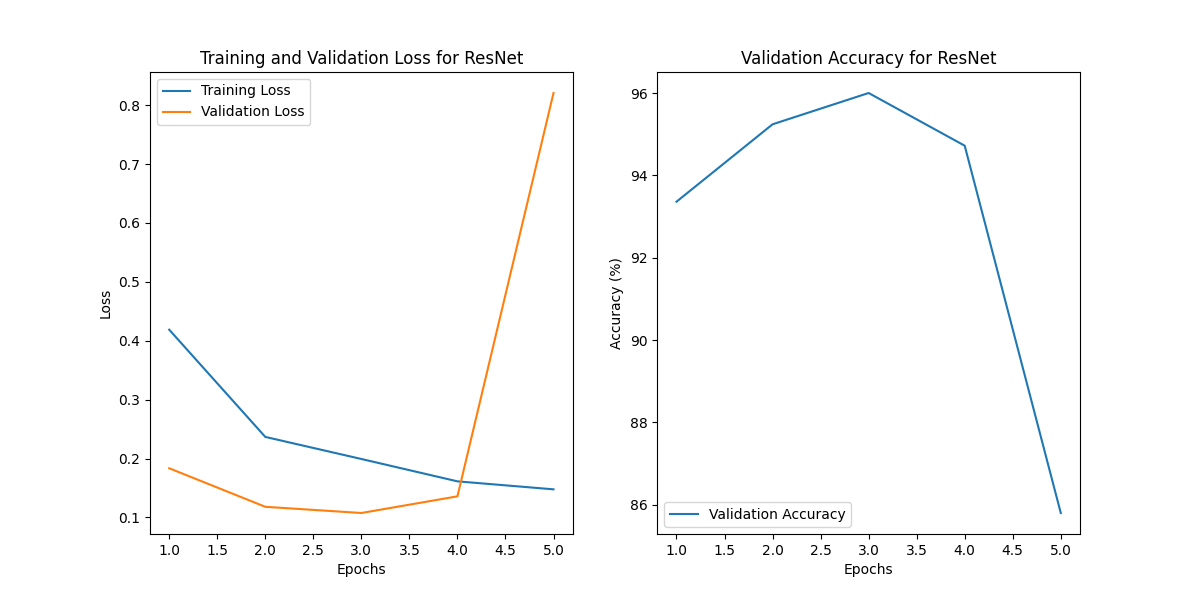 Training and Validation Loss for ResNet
Training Loss
Validation Loss
0.8
0.7
0.6
0.5
0.4
0.3
0.2
0.1
Loss
1.0 1.5 2.0 2.5 3.0 3.5 4.0 4.5 5.0
Epochs
Validation Accuracy for ResNet
96
94
92
90
88
86
Accuracy (%)
Validation Accuracy
1.0 1.5 2.0 2.5 3.0 3.5 4.0 4.5 5.0
Epochs